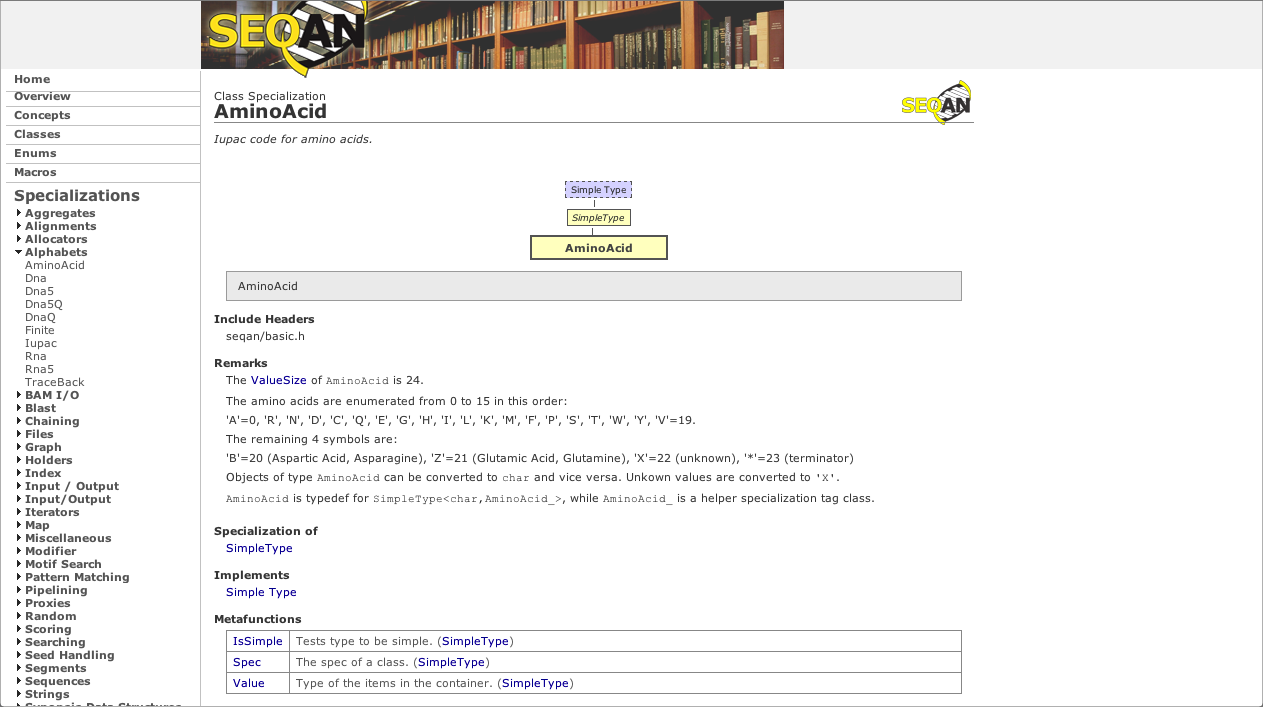 SEQAN
Home
Overview
Concepts
Classes
Enums
Macros
Specializations
Aggregates
Alignments
Allocators
Alphabets
AminoAcid
Dna
Dna5
Dna5Q
DnaQ
Finite
Iupac
Rna
Rna5
TraceBack
BAM I/O
Blast
Chaining
Files
Graph
Holders
Index
Input / Output
Input/Output
Iterators
Map
Miscellaneous
Modifier
Motif Search
Pattern Matching
Pipelining
Proxies
Random
Scoring
Searching
Seed Handling
Segments
Sequences
Strings
Synopsis Data Structures
Class Specialization
AminoAcid
SEQAN
Iupac code for amino acids.
Simple Type
SimpleType
AminoAcid
AminoAcid
Include Headers
seqan/basic.h
Remarks
The ValueSize of AminoAcid is 24.
The amino acids are enumerated from 0 to 15 in this order:
'A'=0, 'R', 'N', 'D', 'C', 'Q', 'E', 'G', 'H', 'I', 'L', 'K', 'M', 'F', 'P', 'S', 'T', 'W', 'Y', 'V'=19.
The remaining 4 symbols are:
'B'=20 (Aspartic Acid, Asparagine), 'Z'=21 (Glutamic Acid, Glutamine), 'X'=22 (unknown), '*'=23 (terminator)
Objects of type AminoAcid can be converted to char and vice versa. Unkown values are converted to 'X'.
AminoAcid is typedef for SimpleType<char,AminoAcid_>, while AminoAcid_ is a helper specialization tag class.
Specialization of
SimpleType
Implements
Simple Type
Metafunctions
IsSimple Tests type to be simple. (SimpleType)
Spec The spec of a class. (SimpleType)
Value Type of the items in the container. (SimpleType)